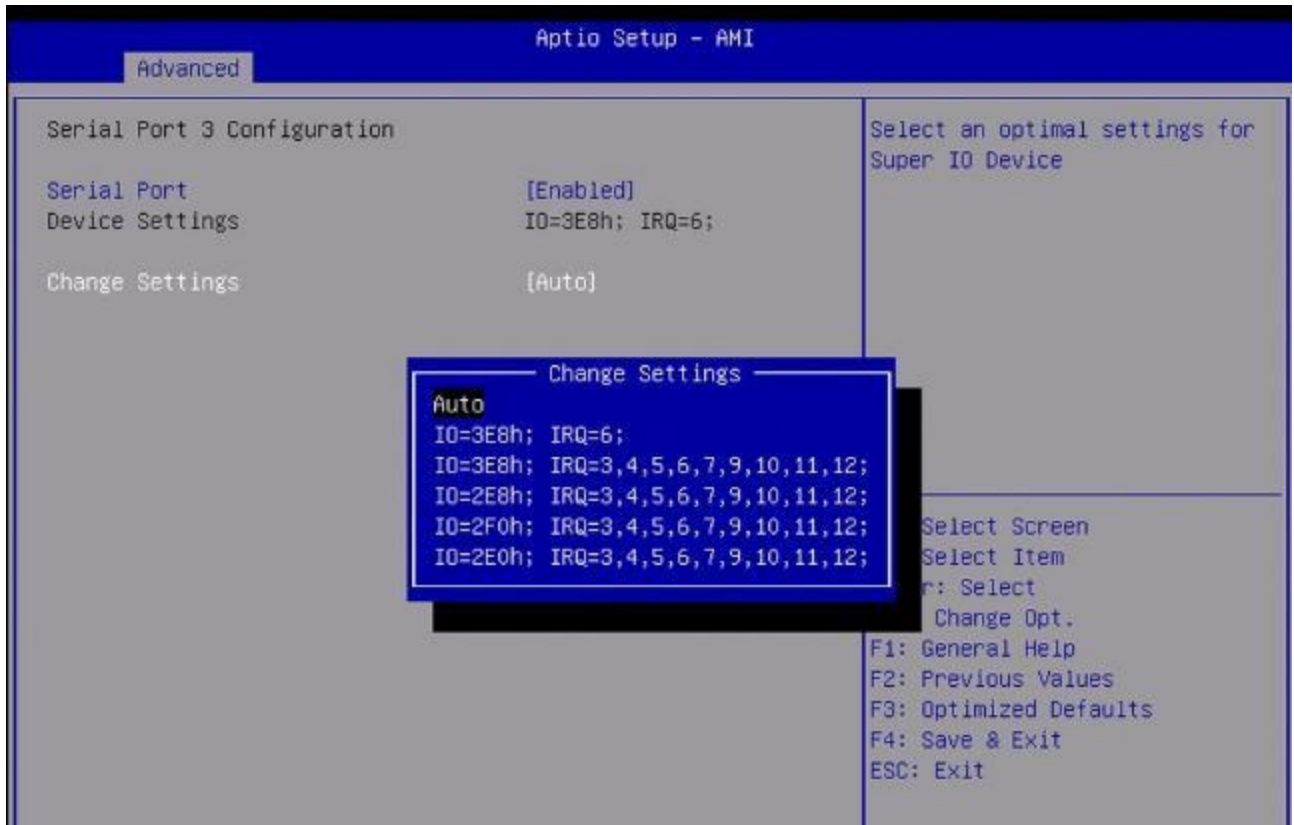 Aptio Setup – AMI
Advanced
Serial Port 3 Configuration
Serial Port [Enabled]
Device Settings IO=3E8h; IRQ=6;
Change Settings [Auto]
Change Settings
Auto
IO=3E8h; IRQ=6;
IO=3E8h; IRQ=3,4,5,6,7,9,10,11,12;
IO=2E8h; IRQ=3,4,5,6,7,9,10,11,12;
IO=2F0h; IRQ=3,4,5,6,7,9,10,11,12;
IO=2E0h; IRQ=3,4,5,6,7,9,10,11,12;
Select an optimal settings for
Super IO Device
Select Screen
Select Item
r: Select
Change Opt.
F1: General Help
F2: Previous Values
F3: Optimized Defaults
F4: Save & Exit
ESC: Exit